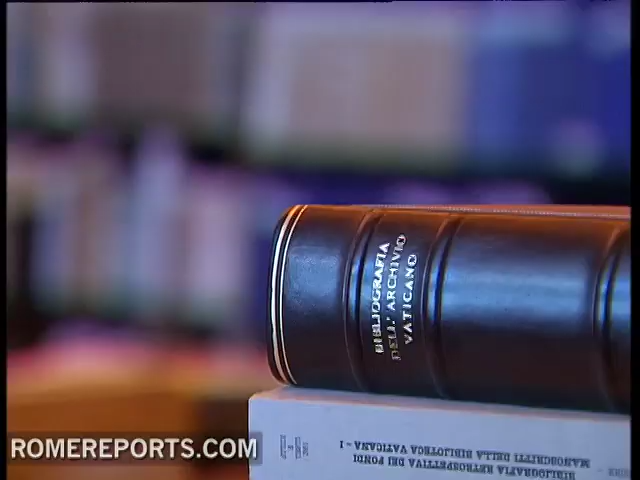 BIBLIOGRAFIA
DELL'ARCHIVIO
VATICANO
BIBLIOGRAFIA RETROSPETTIVA DEI FONDI
MANOSCRITTI DELLA BIBLIOTECA VATICANA - I
ROMEREPORTS.COM